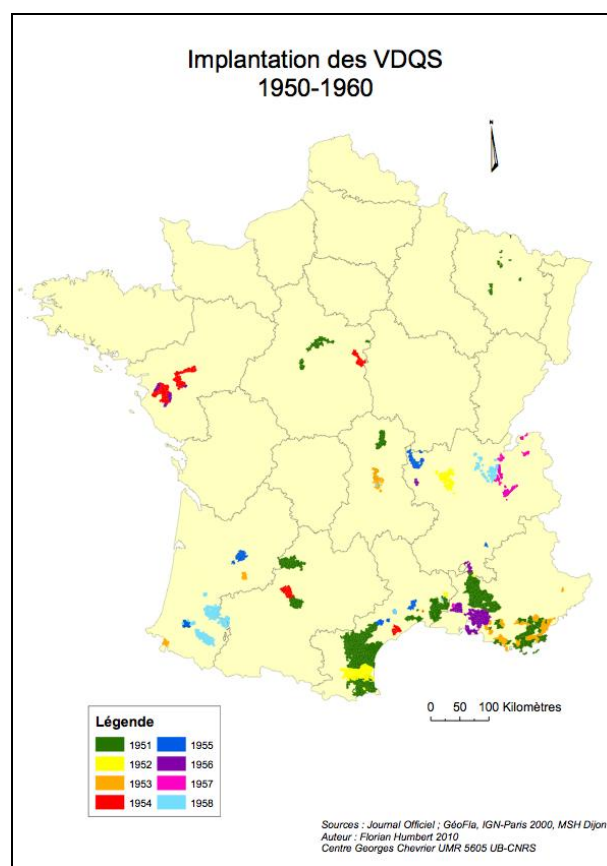 Implantation des VDQS
1950-1960
0 50 100 Kilomètres
Légende
1951 1955
1952 1956
1953 1957
1954 1958
Sources : Journal Officiel ; GéoFla, IGN-Paris 2000, MSH Dijon
Auteur : Florian Humbert 2010
Centre Georges Chevrier UMR 5605 UB-CNRS